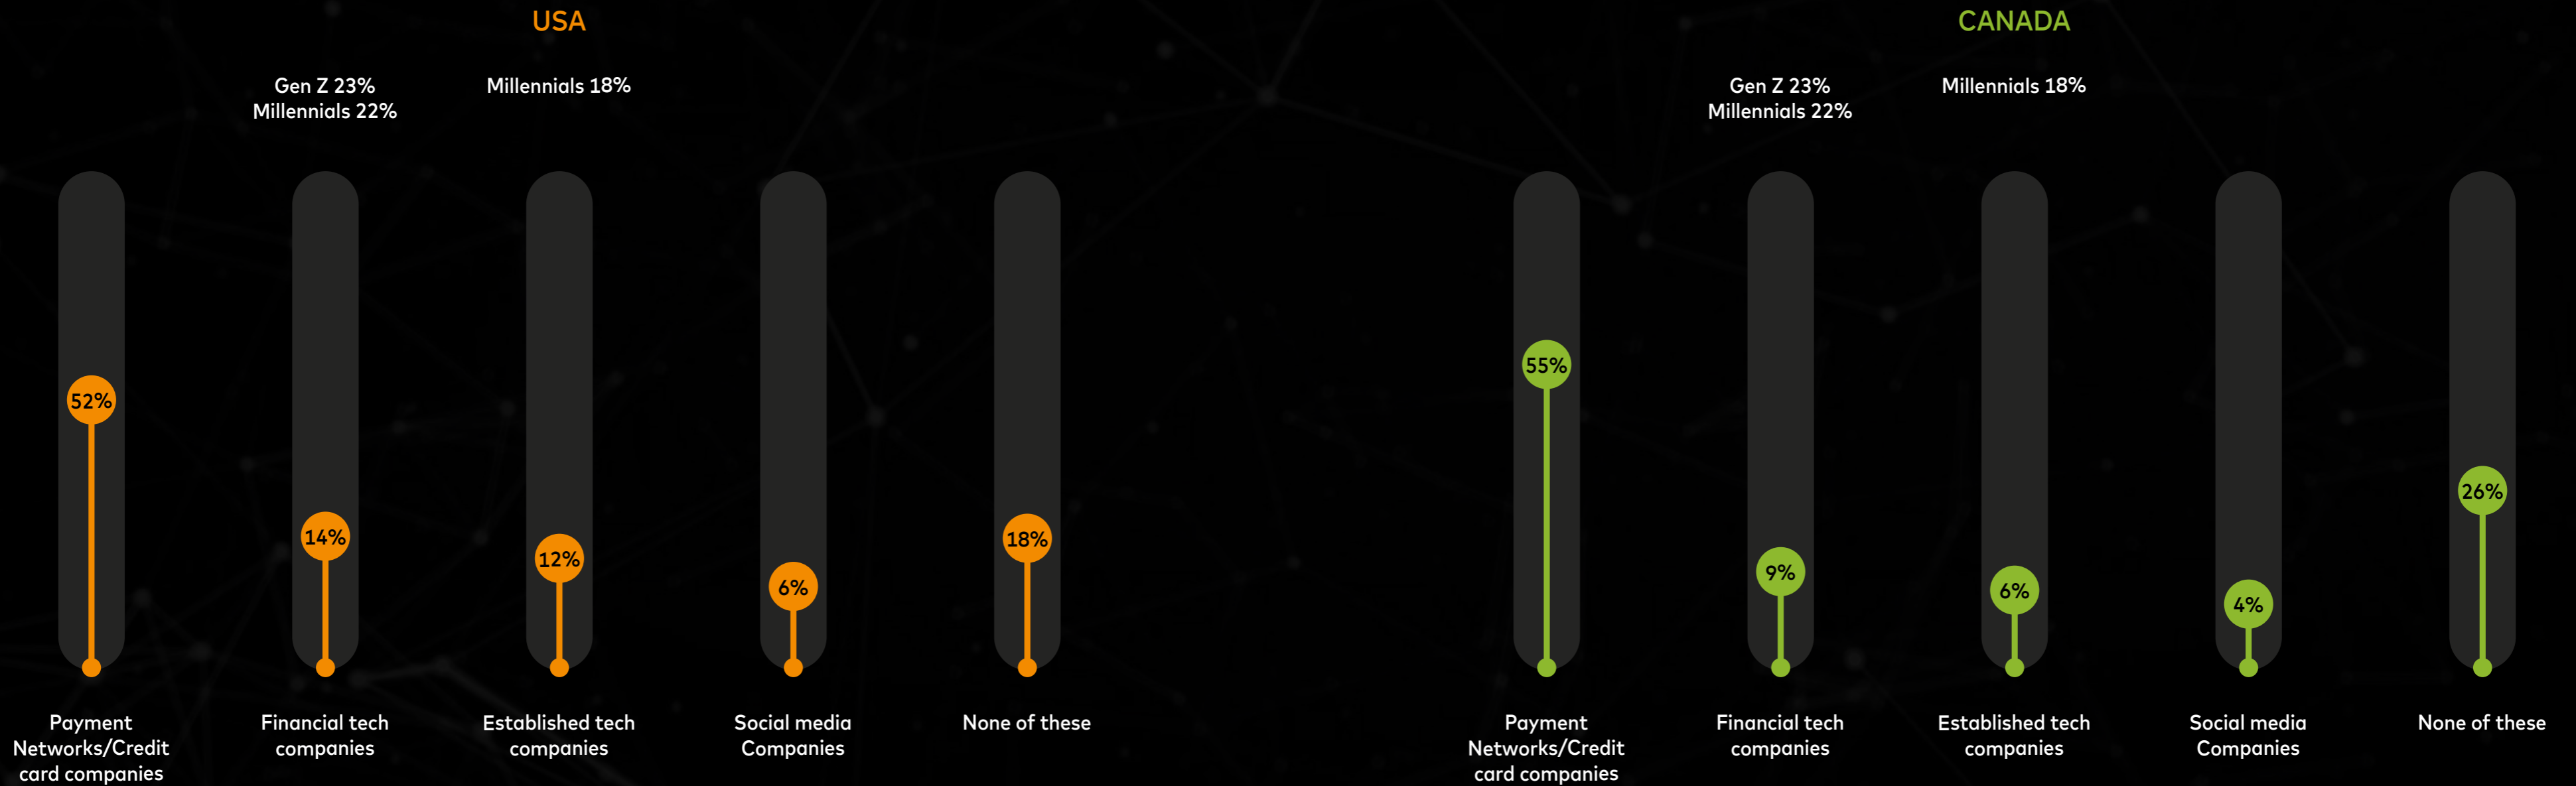 USA
Gen Z 23%
Millennials 22%
Millennials 18%
52%
14%
12%
6%
18%
Payment
Networks/Credit
card companies
Financial tech
companies
Established tech
companies
Social media
Companies
None of these
CANADA
Gen Z 23%
Millennials 22%
Millennials 18%
55%
9%
6%
4%
26%
Payment
Networks/Credit
card companies
Financial tech
companies
Established tech
companies
Social media
Companies
None of these